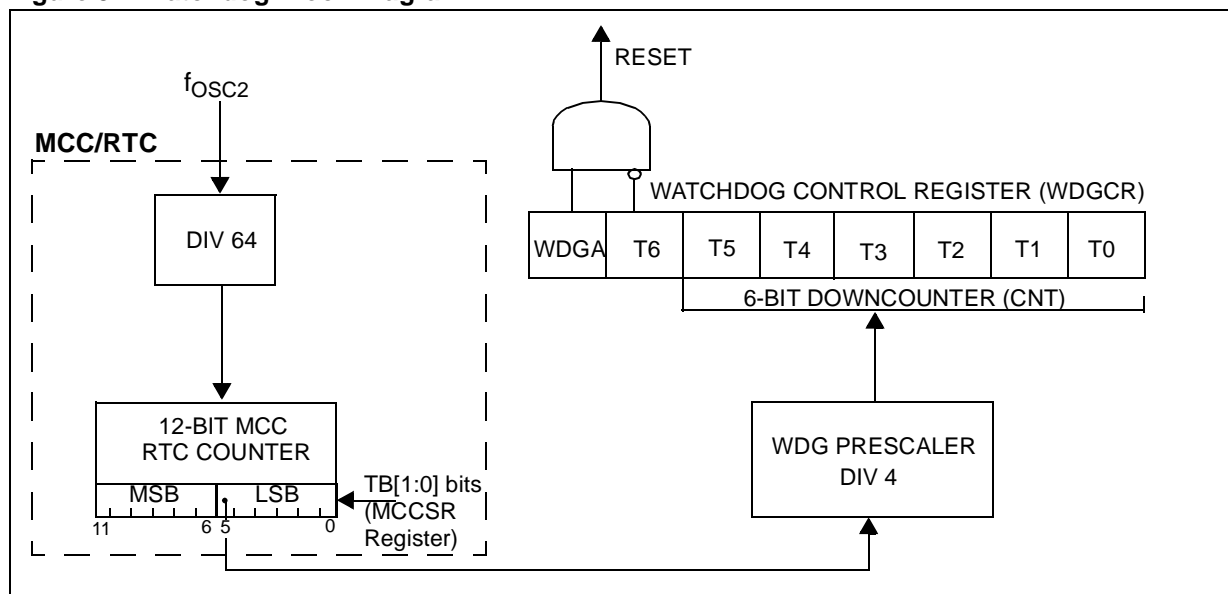 RESET
fOSC2
MCC/RTC
DIV 64
WATCHDOG CONTROL REGISTER (WDGCR)
WDGA T6 T5 T4 T3 T2 T1 T0
6-BIT DOWNCOUNTER (CNT)
12-BIT MCC
RTC COUNTER
MSB LSB
11 6 5 0
TB[1:0] bits
(MCCSR
Register)
WDG PRESCALER
DIV 4